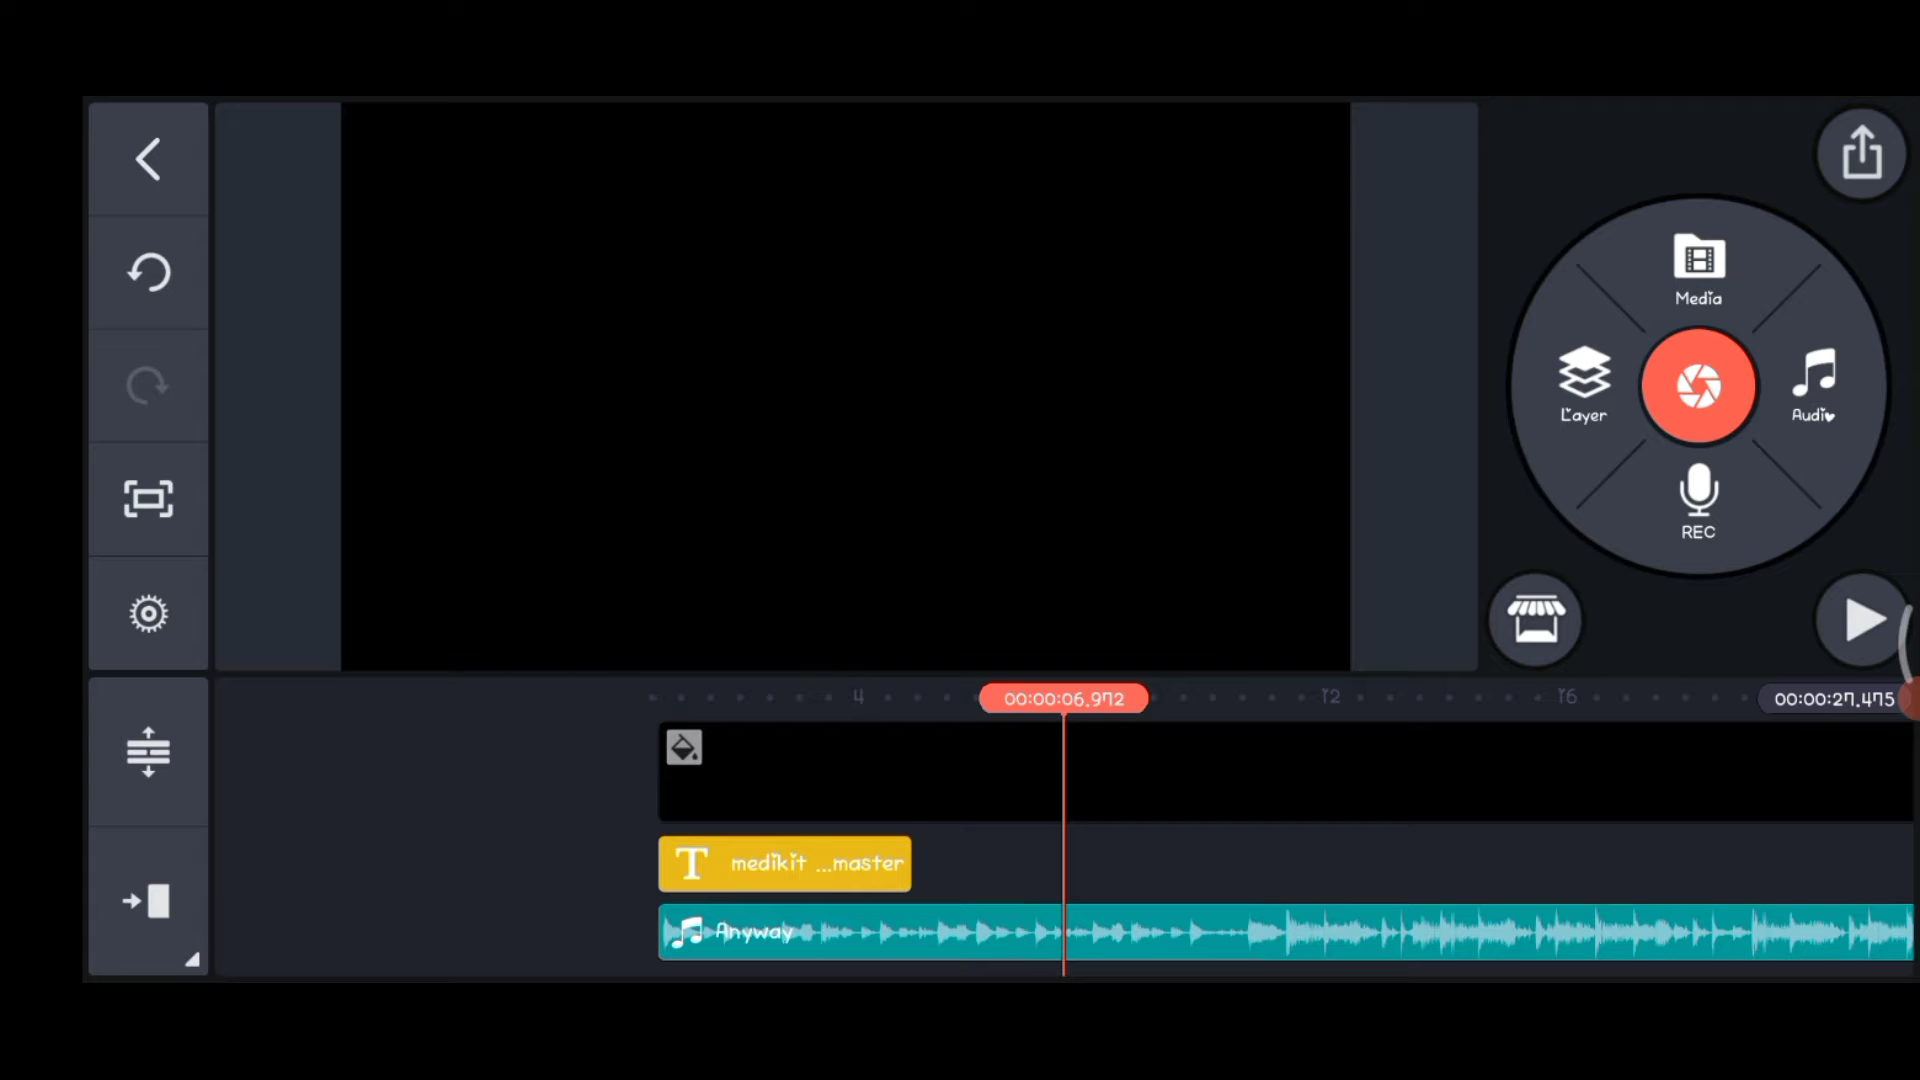 Media
Layer
Audio
REC
4
00:00:06.972
12
16
00:00:27.475
medikit ...master
Anyway